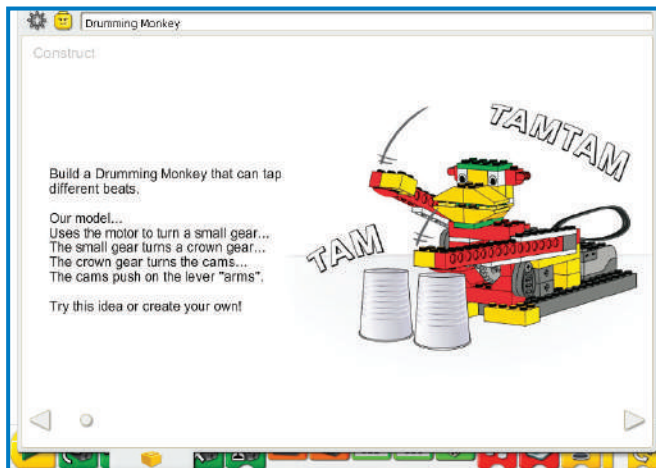 Drumming Monkey
Construct
TAMTAM
Build a Drumming Monkey that can tap
different beats.
Our model...
Uses the motor to turn a small gear...
The small gear turns a crown gear...
The crown gear turns the cams...
The cams push on the lever "arms".
TAM
Try this idea or create your own!